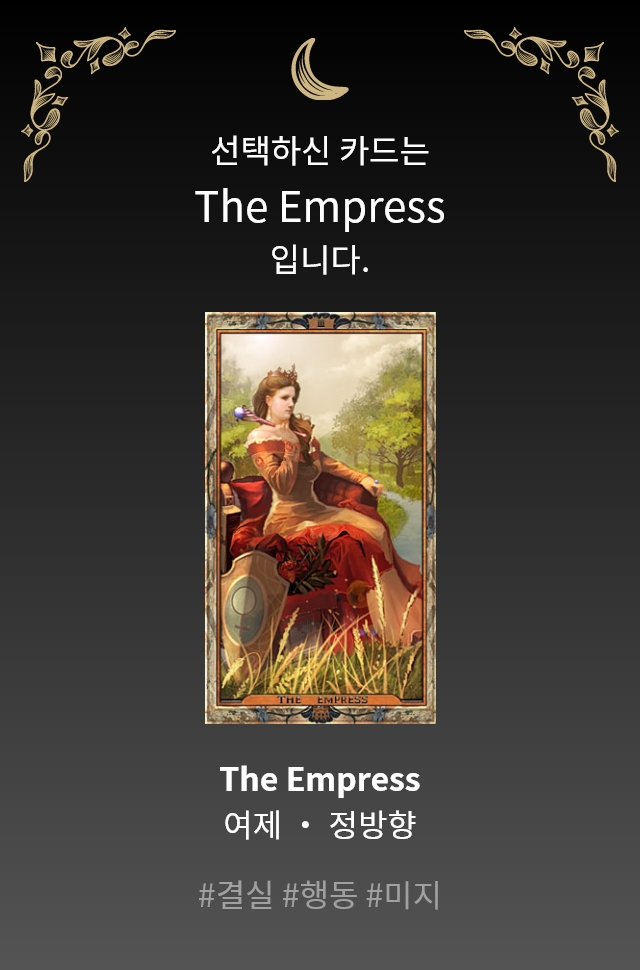 선택하신 카드는
The Empress
입니다.
THE EMPRESS
The Empress
여제 • 정방향
#결실 #행동 #미지